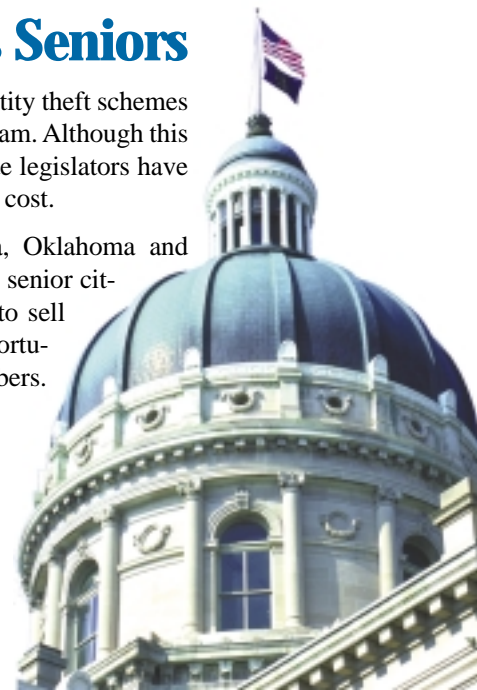 Seniors
tity theft schemes
am. Although this
e legislators have
cost.
, Oklahoma and
senior cit-
to sell
ortu-
bers.